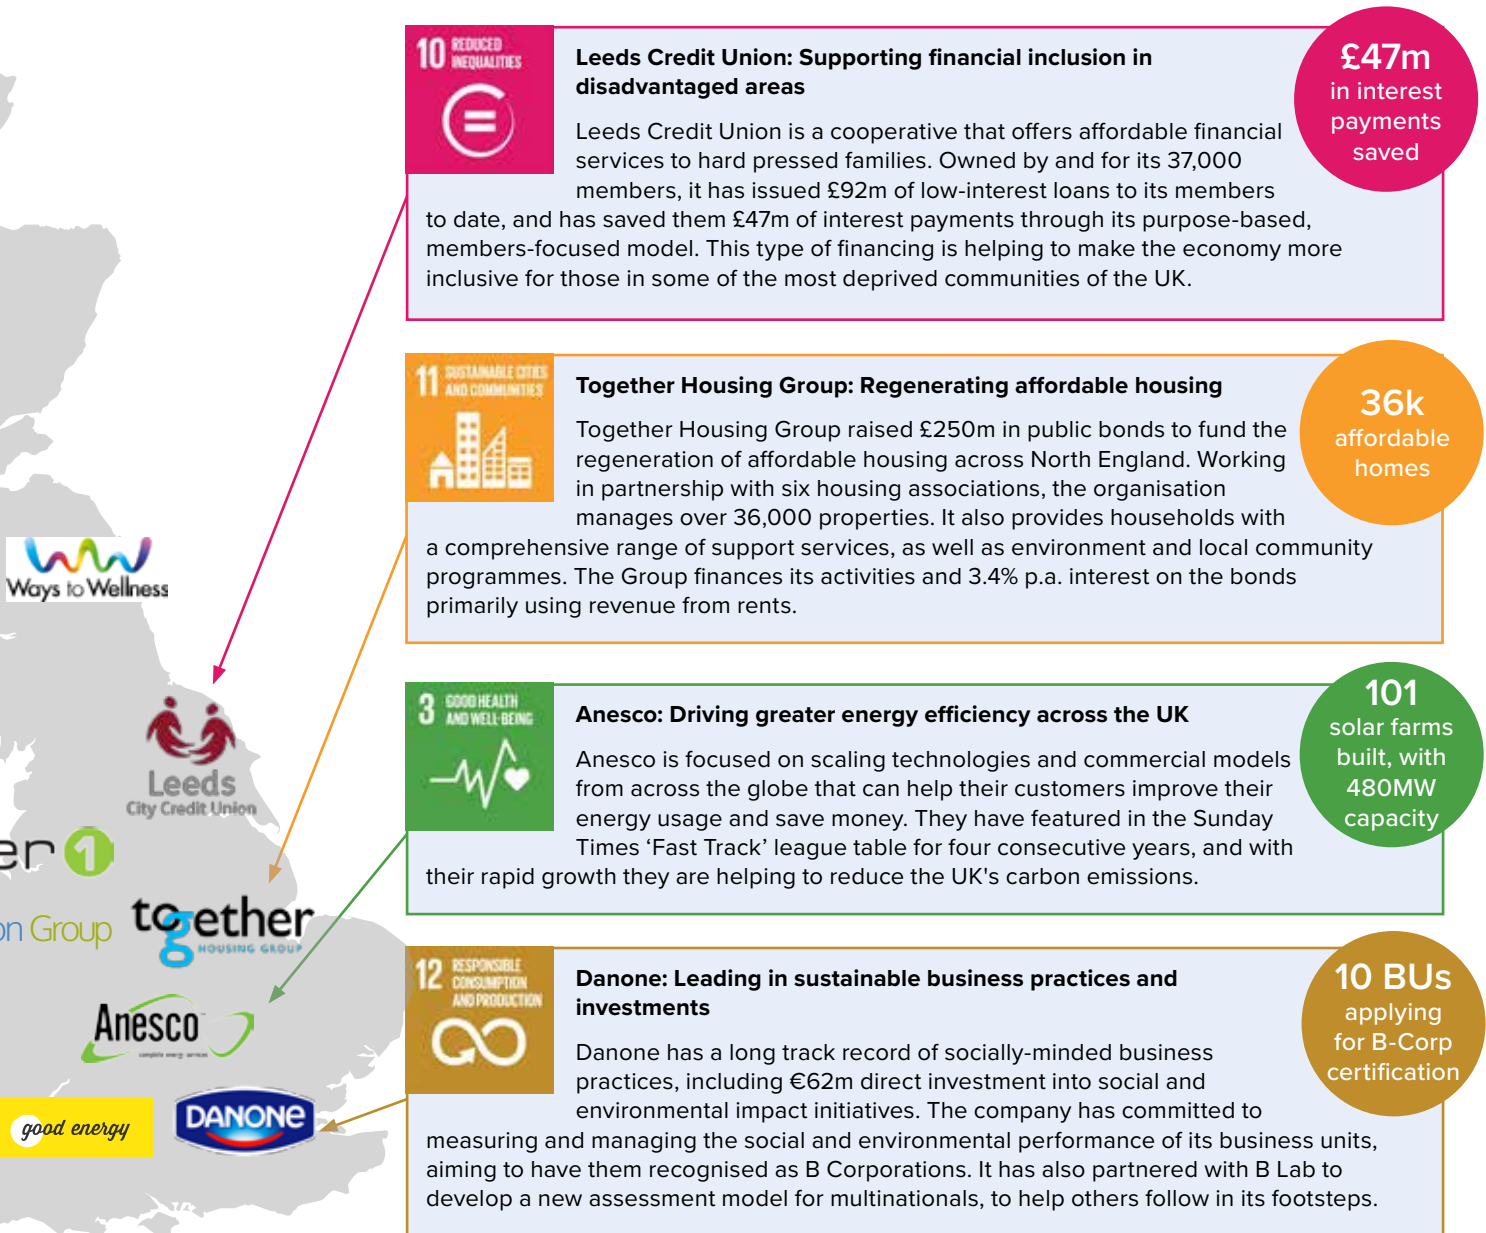 10 REDUCED
INEQUALITIES
Leeds Credit Union: Supporting financial inclusion in
disadvantaged areas
Leeds Credit Union is a cooperative that offers affordable financial
services to hard pressed families. Owned by and for its 37,000
members, it has issued £92m of low-interest loans to its members
to date, and has saved them £47m of interest payments through its purpose-based,
members-focused model. This type of financing is helping to make the economy more
inclusive for those in some of the most deprived communities of the UK.
£47m
in interest
payments
saved
11 SUSTAINABLE CITIES
AND COMMUNITIES
Together Housing Group: Regenerating affordable housing
Together Housing Group raised £250m in public bonds to fund the
regeneration of affordable housing across North England. Working
in partnership with six housing associations, the organisation
manages over 36,000 properties. It also provides households with
a comprehensive range of support services, as well as environment and local community
programmes. The Group finances its activities and 3.4% p.a. interest on the bonds
primarily using revenue from rents.
36k
affordable
homes
Ways to Wellness
Leeds
City Credit Union
er 1
on Group
together
HOUSING GROUP
Anesco
complete energy services
good energy
DANONE
3 GOOD HEALTH
AND WELL-BEING
Anesco: Driving greater energy efficiency across the UK
Anesco is focused on scaling technologies and commercial models
from across the globe that can help their customers improve their
energy usage and save money. They have featured in the Sunday
Times ‘Fast Track’ league table for four consecutive years, and with
their rapid growth they are helping to reduce the UK's carbon emissions.
101
solar farms
built, with
480MW
capacity
12 RESPONSIBLE
CONSUMPTION
AND PRODUCTION
Danone: Leading in sustainable business practices and
investments
Danone has a long track record of socially-minded business
practices, including €62m direct investment into social and
environmental impact initiatives. The company has committed to
measuring and managing the social and environmental performance of its business units,
aiming to have them recognised as B Corporations. It has also partnered with B Lab to
develop a new assessment model for multinationals, to help others follow in its footsteps.
10 BUs
applying
for B-Corp
certification